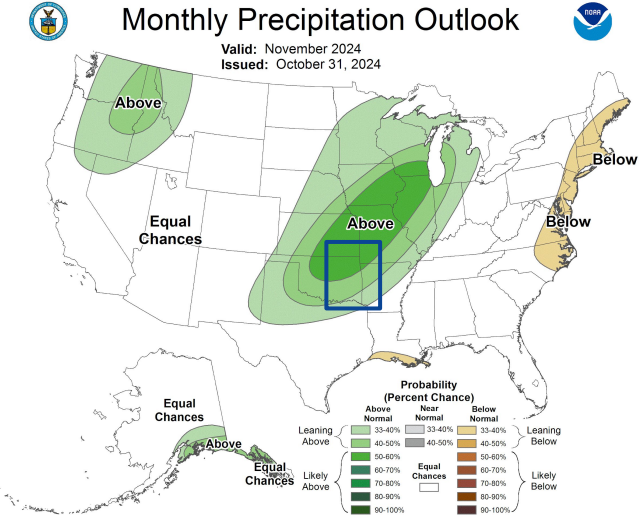 Monthly Precipitation Outlook
NOAA
Valid: November 2024
Issued: October 31, 2024
Above
Below
Equal
Chances
Above
Below
Equal
Chances
Above
Equal
Chances
Probability
(Percent Chance)
Above
Normal
Near
Normal
Below
Normal
Leaning
Above
33-40%
33-40%
33-40%
Leaning
Below
40-50%
40-50%
40-50%
Likely
Above
50-60%
50-60%
Likely
Below
60-70%
60-70%
Equal
Chances
70-80%
70-80%
80-90%
80-90%
90-100%
90-100%